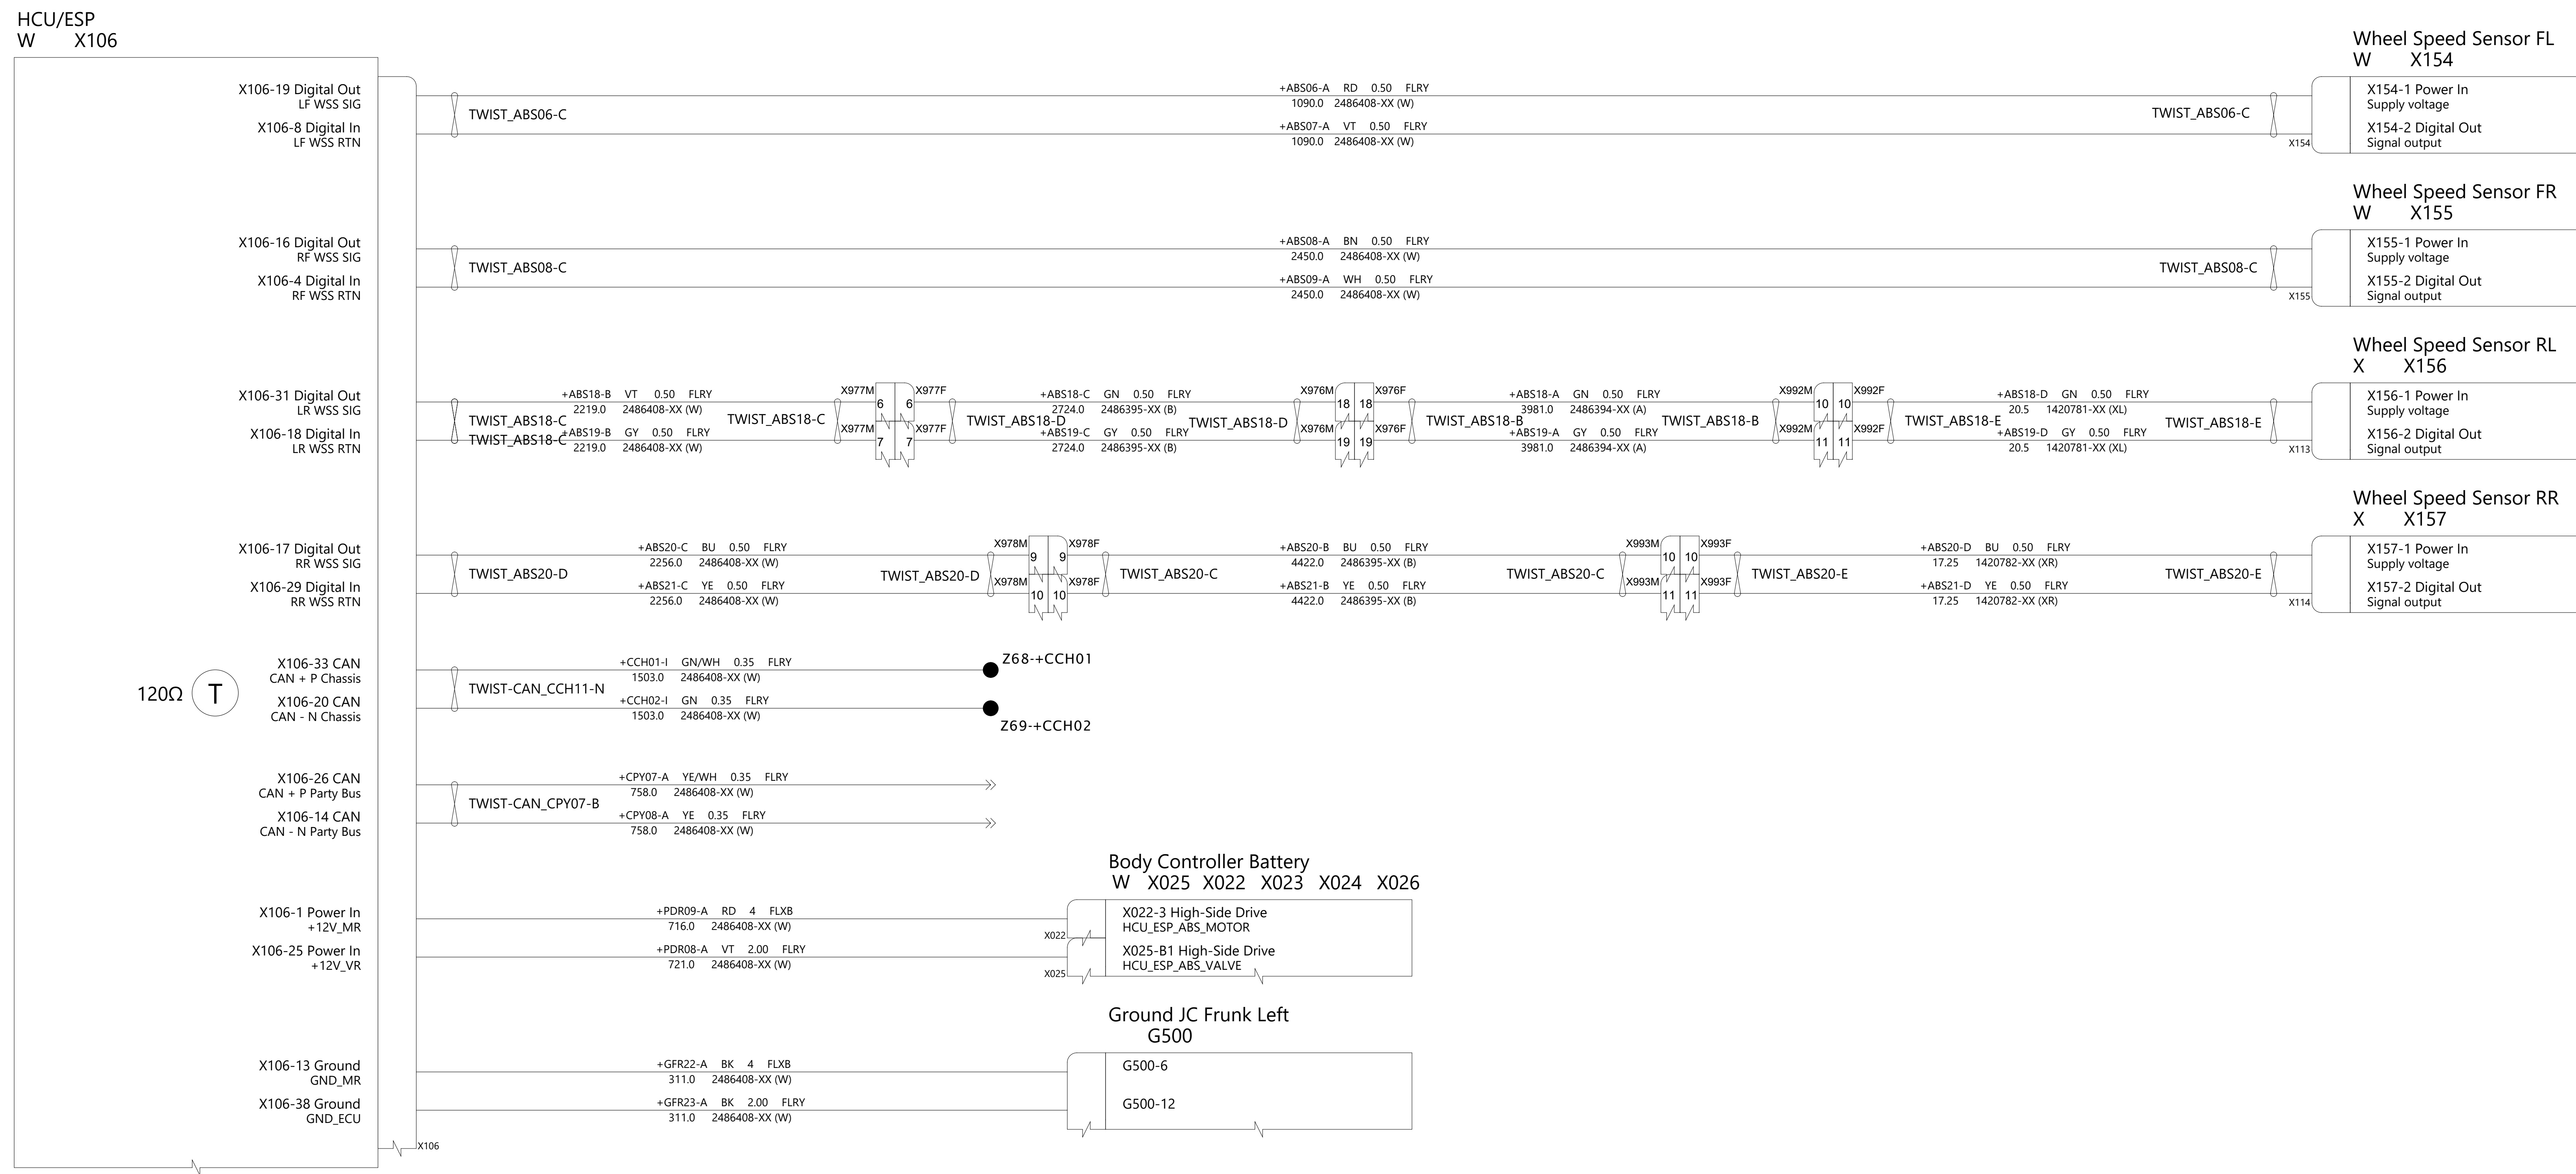 HCU/ESP
W X106
X106-19 Digital Out
LF WSS SIG
X106-8 Digital In
LF WSS RTN
TWIST_ABS06-C
+ABS06-A RD 0.50 FLRY
1090.0 2486408-XX (W)
+ABS07-A VT 0.50 FLRY
1090.0 2486408-XX (W)
TWIST_ABS06-C
X154
Wheel Speed Sensor FL
W X154
X154-1 Power In
Supply voltage
X154-2 Digital Out
Signal output
X106-16 Digital Out
RF WSS SIG
X106-4 Digital In
RF WSS RTN
TWIST_ABS08-C
+ABS08-A BN 0.50 FLRY
2450.0 2486408-XX (W)
+ABS09-A WH 0.50 FLRY
2450.0 2486408-XX (W)
TWIST_ABS08-C
X155
Wheel Speed Sensor FR
W X155
X155-1 Power In
Supply voltage
X155-2 Digital Out
Signal output
X106-31 Digital Out
LR WSS SIG
X106-18 Digital In
LR WSS RTN
TWIST_ABS18-C
TWIST_ABS18-C
+ABS18-B VT 0.50 FLRY
2219.0 2486408-XX (W)
+ABS19-B GY 0.50 FLRY
2219.0 2486408-XX (W)
TWIST_ABS18-C
X977M 6 6 X977F
X977M 7 7 X977F
TWIST_ABS18-D
+ABS18-C GN 0.50 FLRY
2724.0 2486395-XX (B)
+ABS19-C GY 0.50 FLRY
2724.0 2486395-XX (B)
TWIST_ABS18-D
X976M 18 18 X976F
X976M 19 19 X976F
TWIST_ABS18-B
+ABS18-A GN 0.50 FLRY
3981.0 2486394-XX (A)
+ABS19-A GY 0.50 FLRY
3981.0 2486394-XX (A)
TWIST_ABS18-B
X992M 10 10 X992F
X992M 11 11 X992F
TWIST_ABS18-E
+ABS18-D GN 0.50 FLRY
20.5 1420781-XX (XL)
+ABS19-D GY 0.50 FLRY
20.5 1420781-XX (XL)
TWIST_ABS18-E
X113
Wheel Speed Sensor RL
X X156
X156-1 Power In
Supply voltage
X156-2 Digital Out
Signal output
X106-17 Digital Out
RR WSS SIG
X106-29 Digital In
RR WSS RTN
TWIST_ABS20-D
+ABS20-C BU 0.50 FLRY
2256.0 2486408-XX (W)
+ABS21-C YE 0.50 FLRY
2256.0 2486408-XX (W)
TWIST_ABS20-D
X978M 9 9 X978F
X978M 10 10 X978F
TWIST_ABS20-C
+ABS20-B BU 0.50 FLRY
4422.0 2486395-XX (B)
+ABS21-B YE 0.50 FLRY
4422.0 2486395-XX (B)
TWIST_ABS20-C
X993M 10 10 X993F
X993M 11 11 X993F
TWIST_ABS20-E
+ABS20-D BU 0.50 FLRY
17.25 1420782-XX (XR)
+ABS21-D YE 0.50 FLRY
17.25 1420782-XX (XR)
TWIST_ABS20-E
X114
Wheel Speed Sensor RR
X X157
X157-1 Power In
Supply voltage
X157-2 Digital Out
Signal output
120Ω T
X106-33 CAN
CAN + P Chassis
X106-20 CAN
CAN - N Chassis
TWIST-CAN_CCH11-N
+CCH01-I GN/WH 0.35 FLRY
1503.0 2486408-XX (W)
+CCH02-I GN 0.35 FLRY
1503.0 2486408-XX (W)
Z68-+CCH01
Z69-+CCH02
X106-26 CAN
CAN + P Party Bus
X106-14 CAN
CAN - N Party Bus
TWIST-CAN_CPY07-B
+CPY07-A YE/WH 0.35 FLRY
758.0 2486408-XX (W)
+CPY08-A YE 0.35 FLRY
758.0 2486408-XX (W)
X106-1 Power In
+12V_MR
X106-25 Power In
+12V_VR
+PDR09-A RD 4 FLXB
716.0 2486408-XX (W)
+PDR08-A VT 2.00 FLRY
721.0 2486408-XX (W)
X022
X025
Body Controller Battery
W X025 X022 X023 X024 X026
X022-3 High-Side Drive
HCU_ESP_ABS_MOTOR
X025-B1 High-Side Drive
HCU_ESP_ABS_VALVE
X106-13 Ground
GND_MR
X106-38 Ground
GND_ECU
+GFR22-A BK 4 FLXB
311.0 2486408-XX (W)
+GFR23-A BK 2.00 FLRY
311.0 2486408-XX (W)
Ground JC Frunk Left
G500
G500-6
G500-12
X106